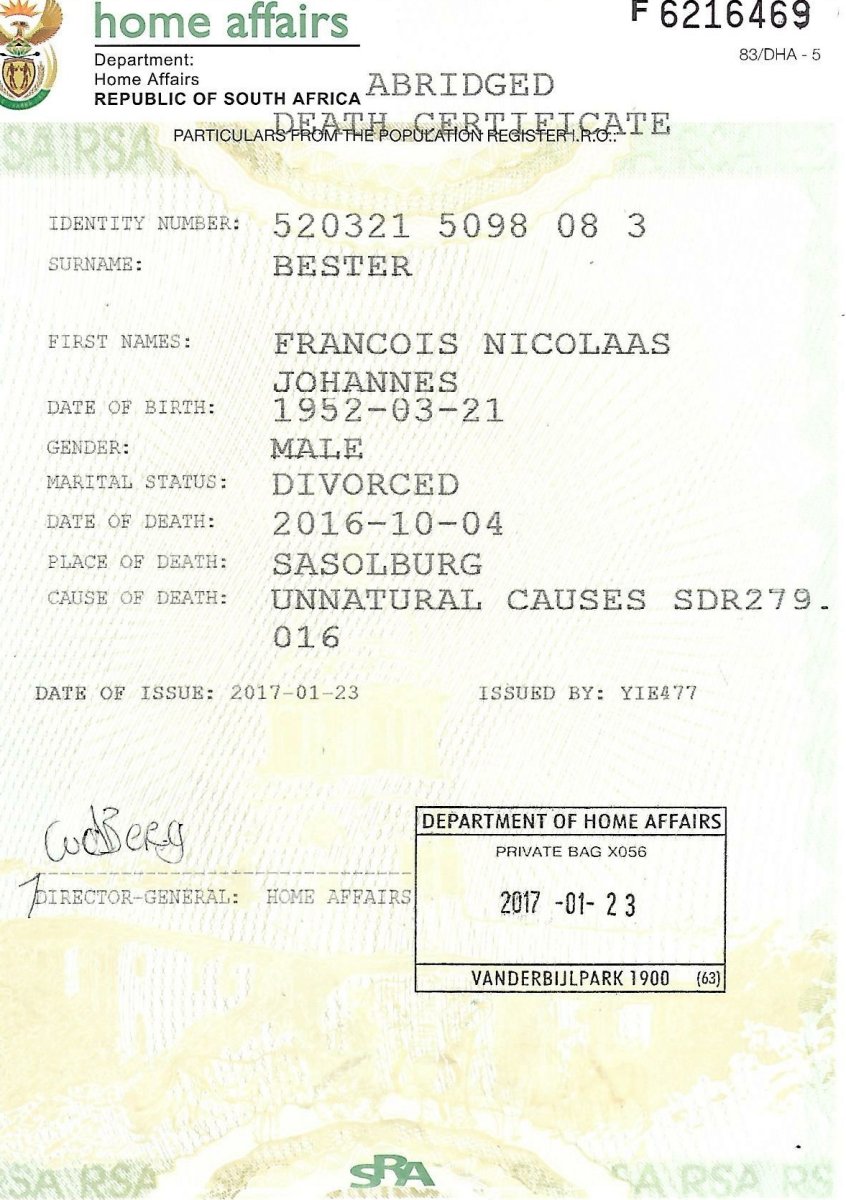 home affairs
F 6216469
83/DHA - 5
Department:
Home Affairs
REPUBLIC OF SOUTH AFRICA
ABRIDGED
DEATH CERTIFICATE
PARTICULARS FROM THE POPULATION REGISTER I.R.O.:
IDENTITY NUMBER: 520321 5098 08 3
SURNAME: BESTER
FIRST NAMES: FRANCOIS NICOLAAS
JOHANNES
DATE OF BIRTH: 1952-03-21
GENDER: MALE
MARITAL STATUS: DIVORCED
DATE OF DEATH: 2016-10-04
PLACE OF DEATH: SASOLBURG
CAUSE OF DEATH: UNNATURAL CAUSES SDR279.
016
DATE OF ISSUE: 2017-01-23 ISSUED BY: YIE477
DIRECTOR-GENERAL: HOME AFFAIRS
DEPARTMENT OF HOME AFFAIRS
PRIVATE BAG X056
2017 -01- 23
VANDERBIJLPARK 1900 (63)